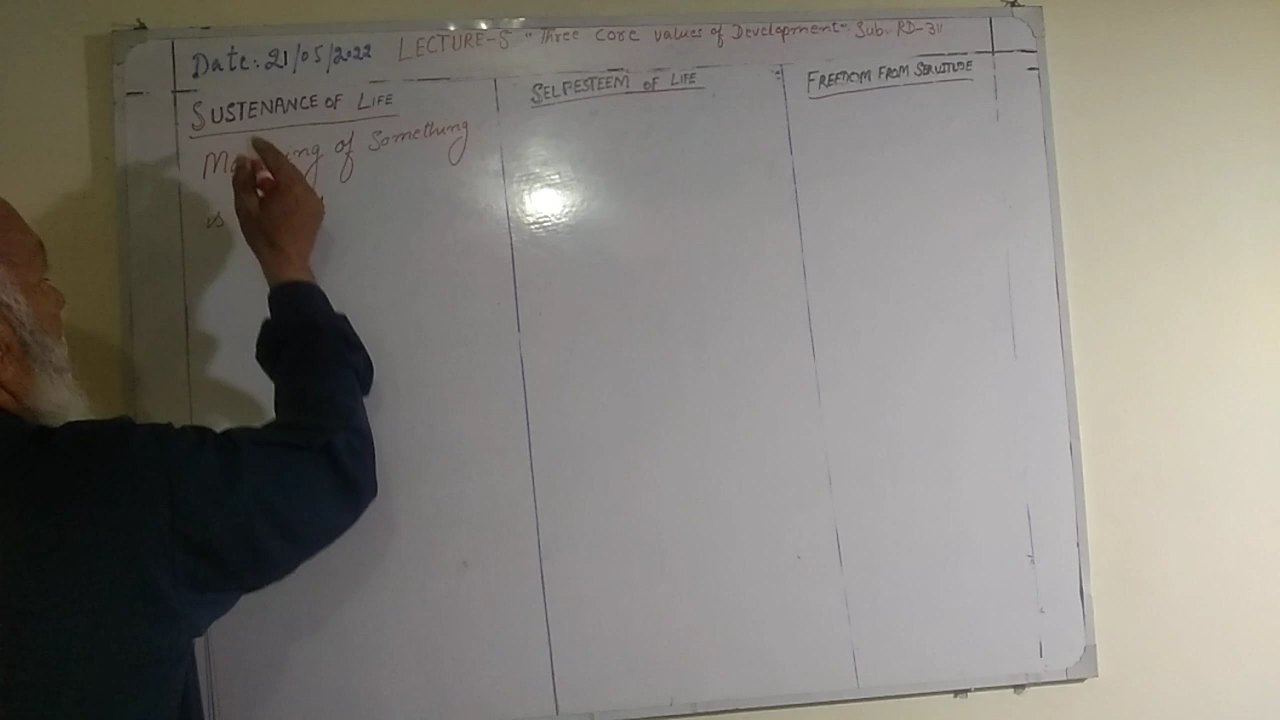 Date: 21/05/2022 LECTURE-5 "Three core values of Development" Sub: RD-311
SUSTENANCE OF LIFE
of Something
is
SELFESTEEM OF LIFE
FREEDOM FROM SERVITUDE